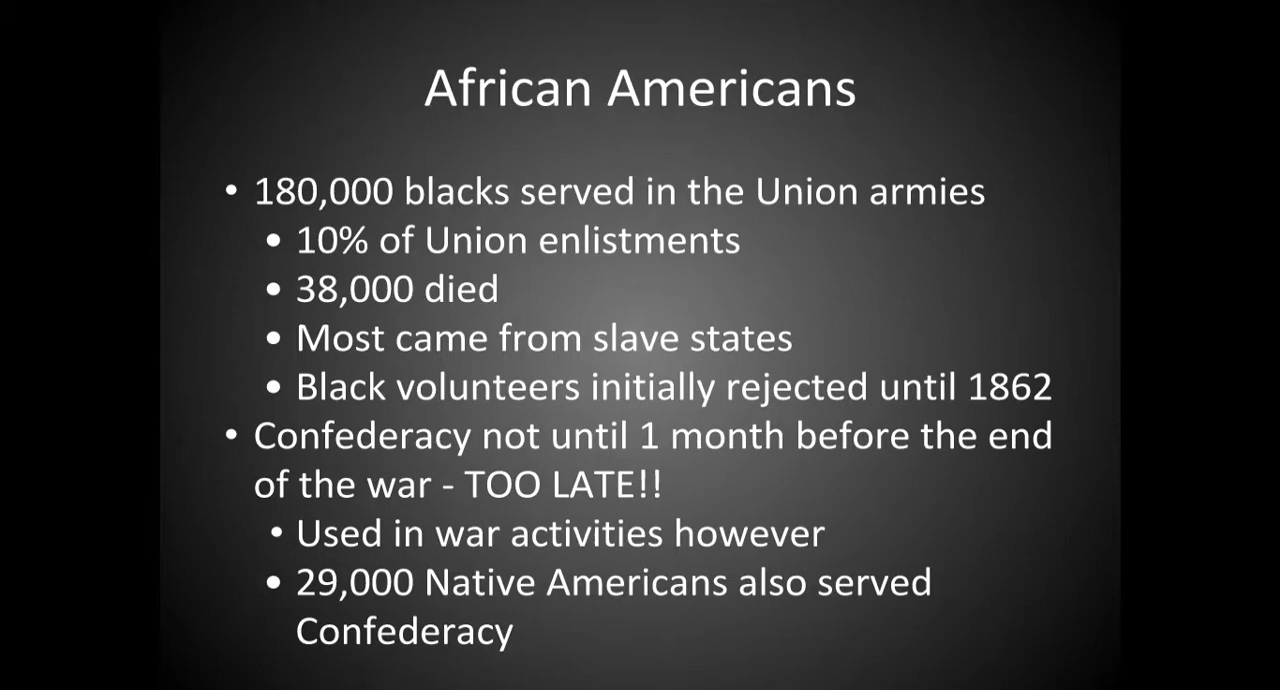 African Americans
• 180,000 blacks served in the Union armies
• 10% of Union enlistments
• 38,000 died
• Most came from slave states
• Black volunteers initially rejected until 1862
• Confederacy not until 1 month before the end
of the war - TOO LATE!!
• Used in war activities however
• 29,000 Native Americans also served
Confederacy